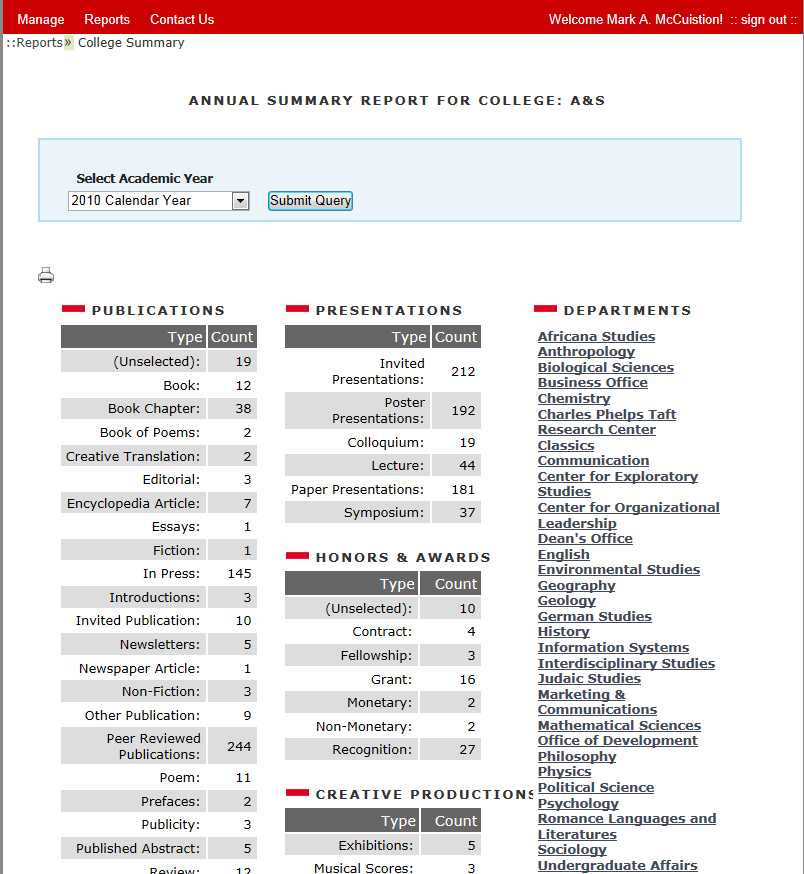 Manage Reports Contact Us Welcome Mark A. McCuistion! :: sign out ::
::Reports» College Summary
ANNUAL SUMMARY REPORT FOR COLLEGE: A&S
Select Academic Year
2010 Calendar Year Submit Query
PUBLICATIONS
Type Count
(Unselected): 19
Book: 12
Book Chapter: 38
Book of Poems: 2
Creative Translation: 2
Editorial: 3
Encyclopedia Article: 7
Essays: 1
Fiction: 1
In Press: 145
Introductions: 3
Invited Publication: 10
Newsletters: 5
Newspaper Article: 1
Non-Fiction: 3
Other Publication: 9
Peer Reviewed
Publications: 244
Poem: 11
Prefaces: 2
Publicity: 3
Published Abstract: 5
Review: 12
PRESENTATIONS
Type Count
Invited
Presentations: 212
Poster
Presentations: 192
Colloquium: 19
Lecture: 44
Paper Presentations: 181
Symposium: 37
HONORS & AWARDS
Type Count
(Unselected): 10
Contract: 4
Fellowship: 3
Grant: 16
Monetary: 2
Non-Monetary: 2
Recognition: 27
CREATIVE PRODUCTIONS
Type Count
Exhibitions: 5
Musical Scores: 3
DEPARTMENTS
Africana Studies
Anthropology
Biological Sciences
Business Office
Chemistry
Charles Phelps Taft
Research Center
Classics
Communication
Center for Exploratory
Studies
Center for Organizational
Leadership
Dean's Office
English
Environmental Studies
Geography
Geology
German Studies
History
Information Systems
Interdisciplinary Studies
Judaic Studies
Marketing &
Communications
Mathematical Sciences
Office of Development
Philosophy
Physics
Political Science
Psychology
Romance Languages and
Literatures
Sociology
Undergraduate Affairs